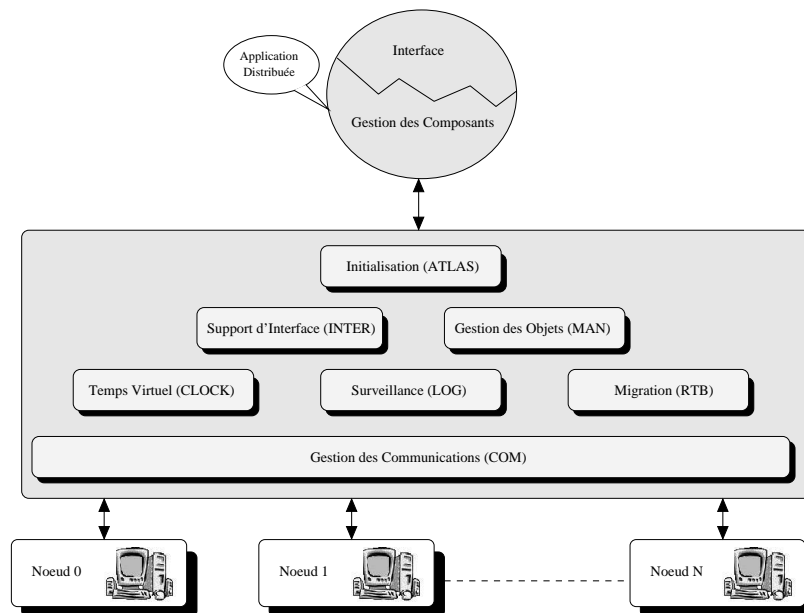 Application
Distribuée
Interface
Gestion des Composants
Initialisation (ATLAS)
Support d'Interface (INTER)
Gestion des Objets (MAN)
Temps Virtuel (CLOCK)
Surveillance (LOG)
Migration (RTB)
Gestion des Communications (COM)
Noeud 0
Noeud 1
Noeud N